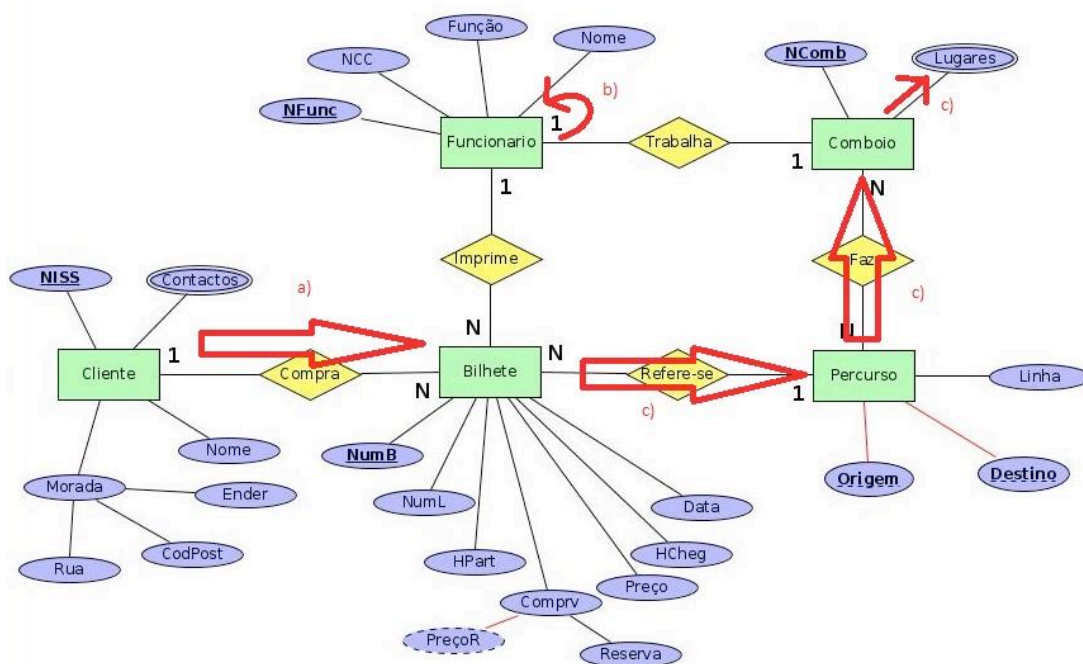 Função
Nome
NCC
NFunc
b)
1
Funcionario
Trabalha
1
Comboio
NComb
Lugares
c)
1
N
Imprime
Faz
c)
N
N
NISS
Contactos
a)
1
Cliente
Compra
N
Bilhete
N
Refere-se
c)
1
Percurso
Linha
Origem
Destino
Nome
Morada
Ender
Rua
CodPost
NumB
NumL
HPart
Comprv
PreçoR
Reserva
Preço
HCheg
Data